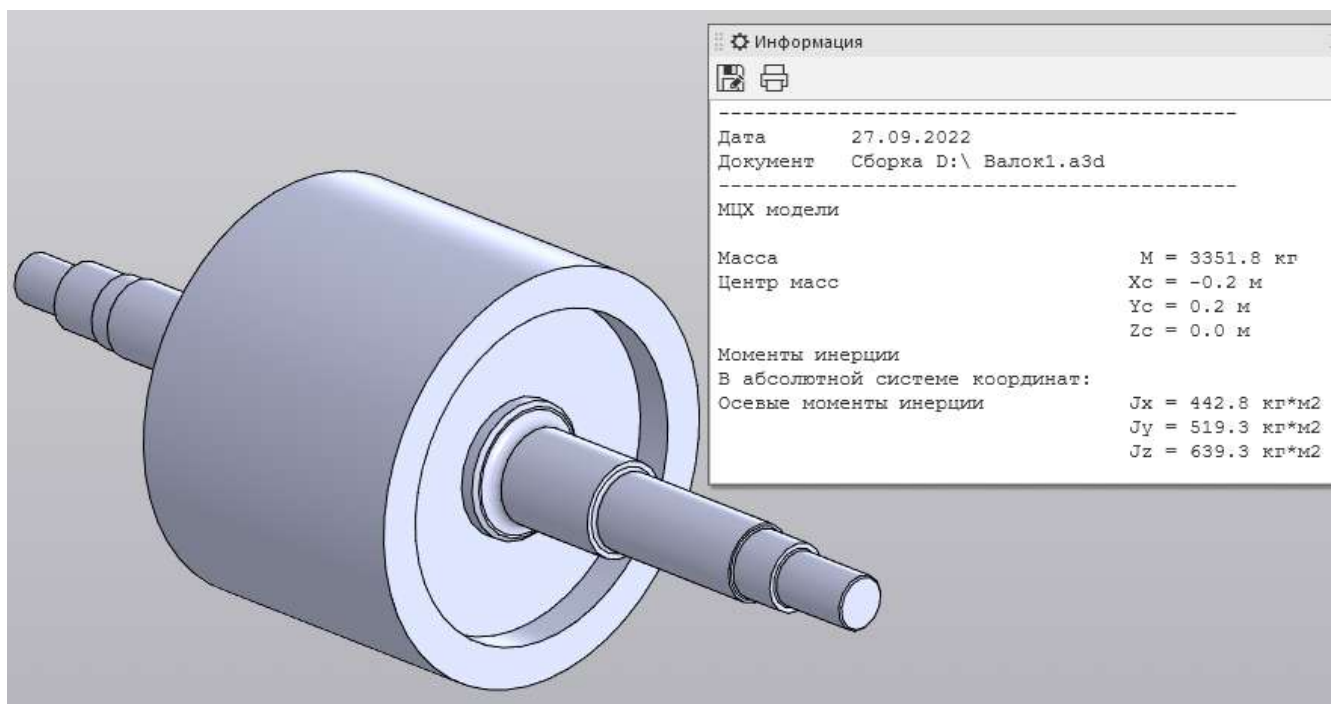 Информация
-------------------------------------------
Дата 27.09.2022
Документ Сборка D:\ Валок1.a3d
-------------------------------------------
МЦХ модели
Масса М = 3351.8 кг
Центр масс Xc = -0.2 м
Yc = 0.2 м
Zc = 0.0 м
Моменты инерции
В абсолютной системе координат:
Осевые моменты инерции Jx = 442.8 кг*м2
Jy = 519.3 кг*м2
Jz = 639.3 кг*м2